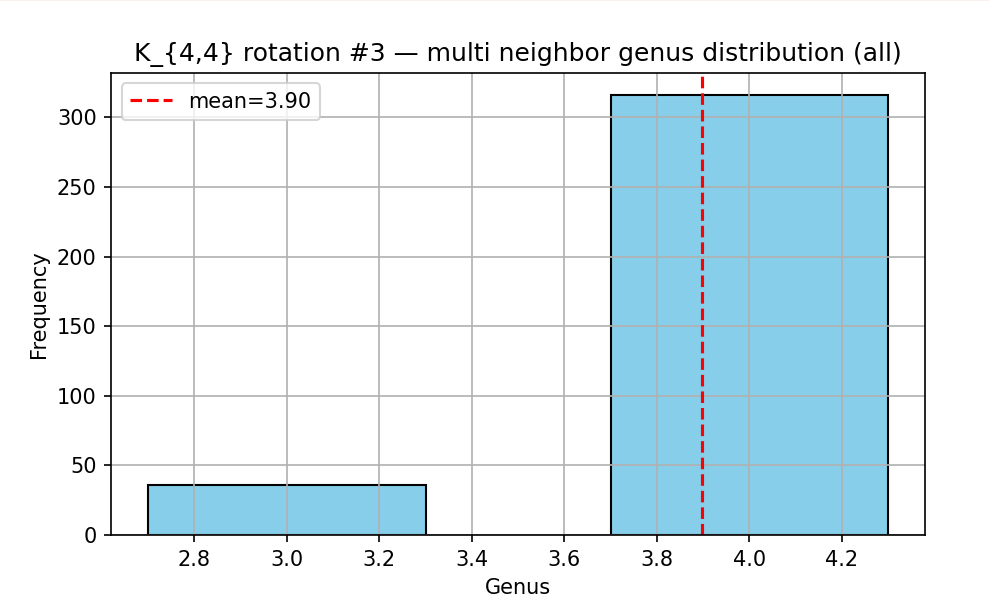 K_{4,4} rotation #3 — multi neighbor genus distribution (all)
mean=3.90
Frequency
300
250
200
150
100
50
0
2.8 3.0 3.2 3.4 3.6 3.8 4.0 4.2
Genus